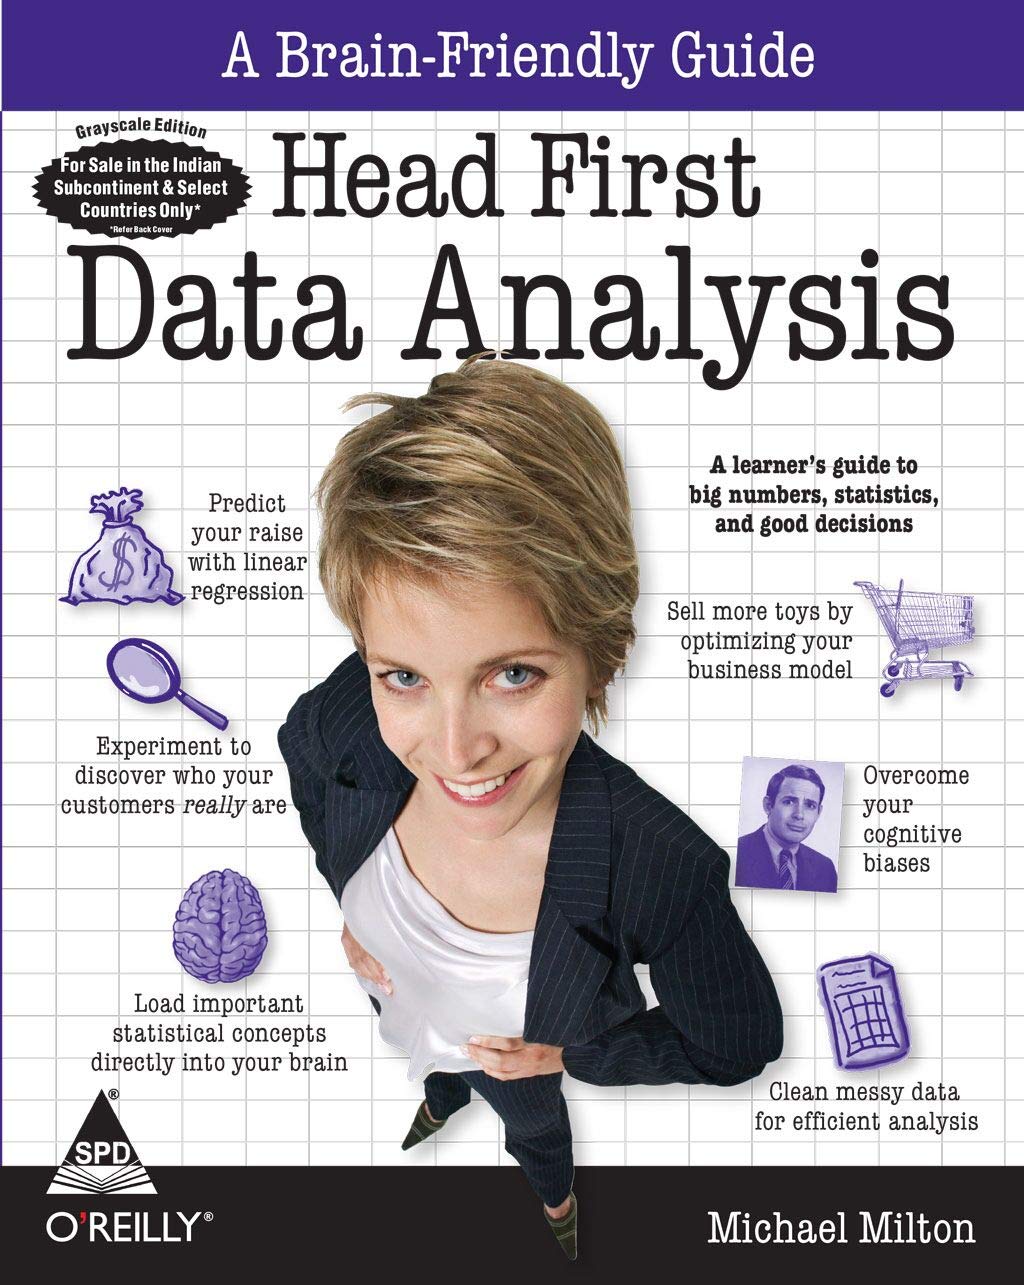 A Brain-Friendly Guide
Grayscale Edition
For Sale in the Indian
Subcontinent & Select
Countries Only*
*Refer Back Cover
Head First
Data Analysis
A learner's guide to
big numbers, statistics,
and good decisions
Predict
your raise
with linear
regression
$
Sell more toys by
optimizing your
business model
Experiment to
discover who your
customers really are
Overcome
your
cognitive
biases
Load important
statistical concepts
directly into your brain
Clean messy data
for efficient analysis
®
SPD
O'REILLY®
Michael Milton